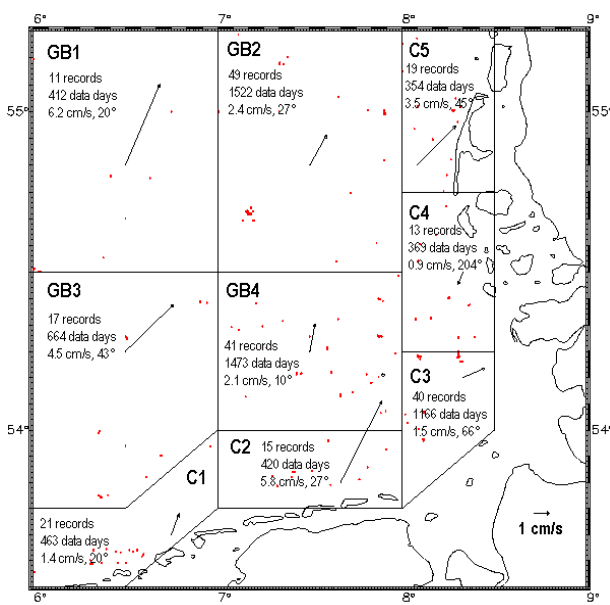 6° 7° 8° 9°
GB1
11 records
412 data days
6.2 cm/s, 20°
GB2
49 records
1522 data days
2.4 cm/s, 27°
C5
19 records
354 data days
3.5 cm/s, 45°
55°
55°
C4
13 records
369 data days
0.9 cm/s, 204°
GB3
17 records
664 data days
4.5 cm/s, 43°
GB4
41 records
1473 data days
2.1 cm/s, 10°
C3
40 records
1166 data days
1.5 cm/s, 66°
54°
54°
C2
15 records
420 data days
5.8 cm/s, 27°
C1
21 records
463 data days
1.4 cm/s, 20°
1 cm/s
6° 7° 8° 9°